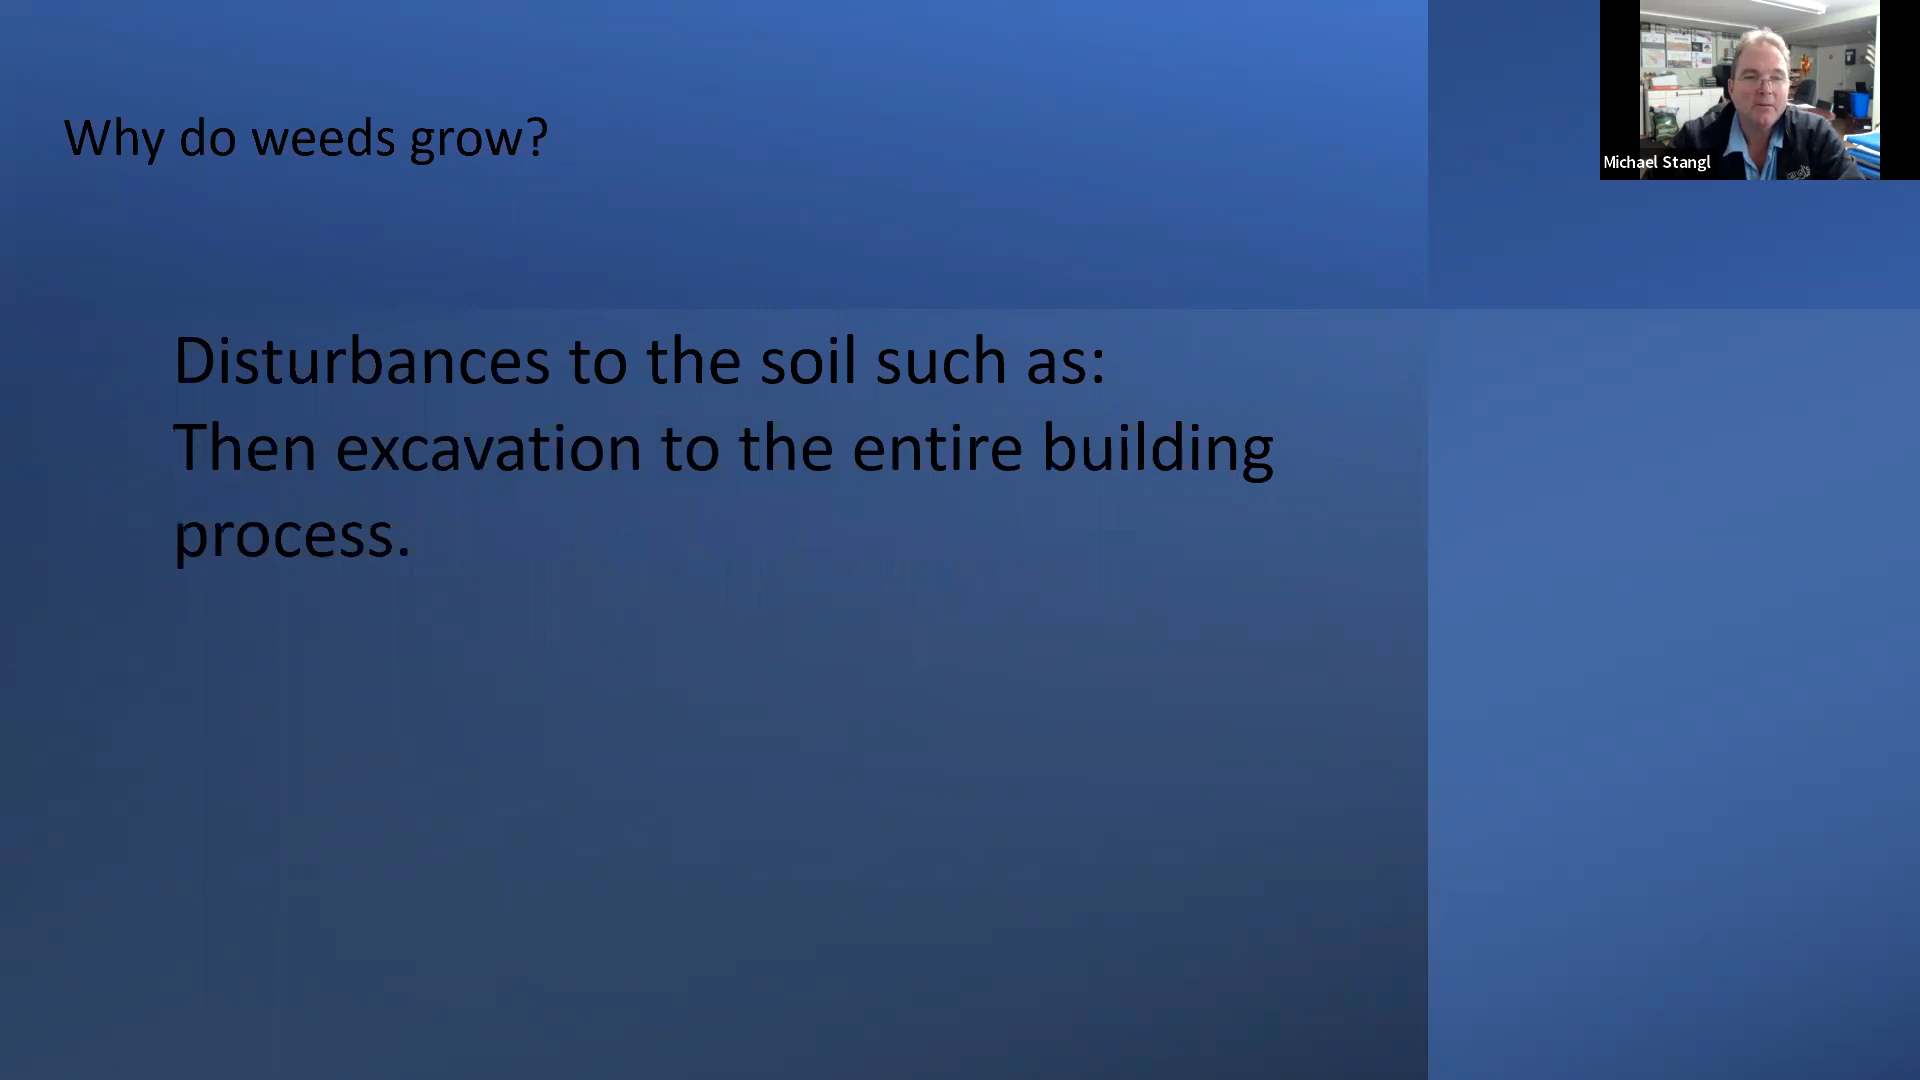 Why do weeds grow?
Disturbances to the soil such as:
Then excavation to the entire building
process.
Michael Stangl